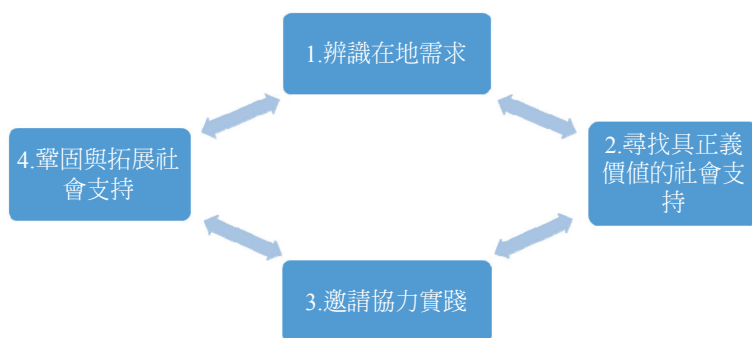 1.辨識在地需求
2.尋找具正義
價值的社會支
持
3.邀請協力實踐
4.鞏固與拓展社
會支持